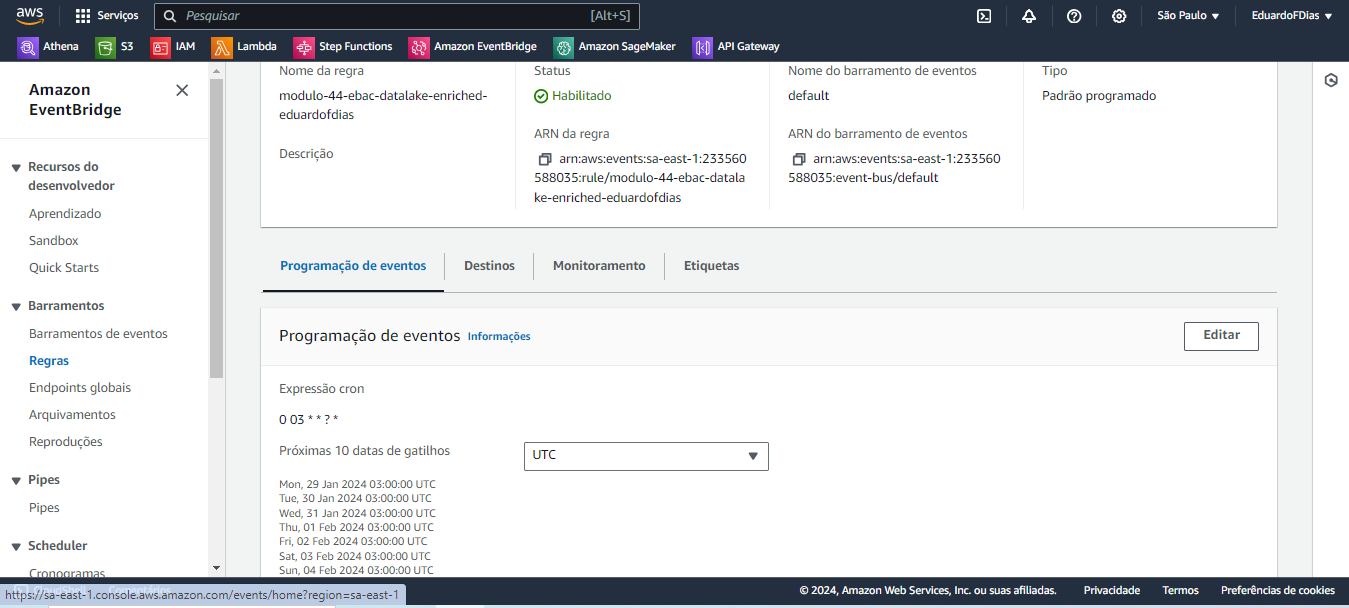 aws
Serviços
Pesquisar
[Alt+S]
São Paulo
EduardoFDias
Athena
S3
IAM
Lambda
Step Functions
Amazon EventBridge
Amazon SageMaker
API Gateway
Amazon
EventBridge
Recursos do
desenvolvedor
Aprendizado
Sandbox
Quick Starts
Barramentos
Barramentos de eventos
Regras
Endpoints globais
Arquivamentos
Reproduções
Pipes
Pipes
Scheduler
Cronogramas
Nome da regra
modulo-44-ebac-datalake-enriched-
eduardofdias
Descrição
Status
Habilitado
ARN da regra
arn:aws:events:sa-east-1:233560
588035:rule/modulo-44-ebac-datala
ke-enriched-eduardofdias
Nome do barramento de eventos
default
ARN do barramento de eventos
arn:aws:events:sa-east-1:233560
588035:event-bus/default
Tipo
Padrão programado
Programação de eventos
Destinos
Monitoramento
Etiquetas
Programação de eventos
Informações
Editar
Expressão cron
0 03 * * ? *
Próximas 10 datas de gatilhos
UTC
Mon, 29 Jan 2024 03:00:00 UTC
Tue, 30 Jan 2024 03:00:00 UTC
Wed, 31 Jan 2024 03:00:00 UTC
Thu, 01 Feb 2024 03:00:00 UTC
Fri, 02 Feb 2024 03:00:00 UTC
Sat, 03 Feb 2024 03:00:00 UTC
Sun, 04 Feb 2024 03:00:00 UTC
https://sa-east-1.console.aws.amazon.com/events/home?region=sa-east-1
© 2024, Amazon Web Services, Inc. ou suas afiliadas.
Privacidade
Termos
Preferências de cookies